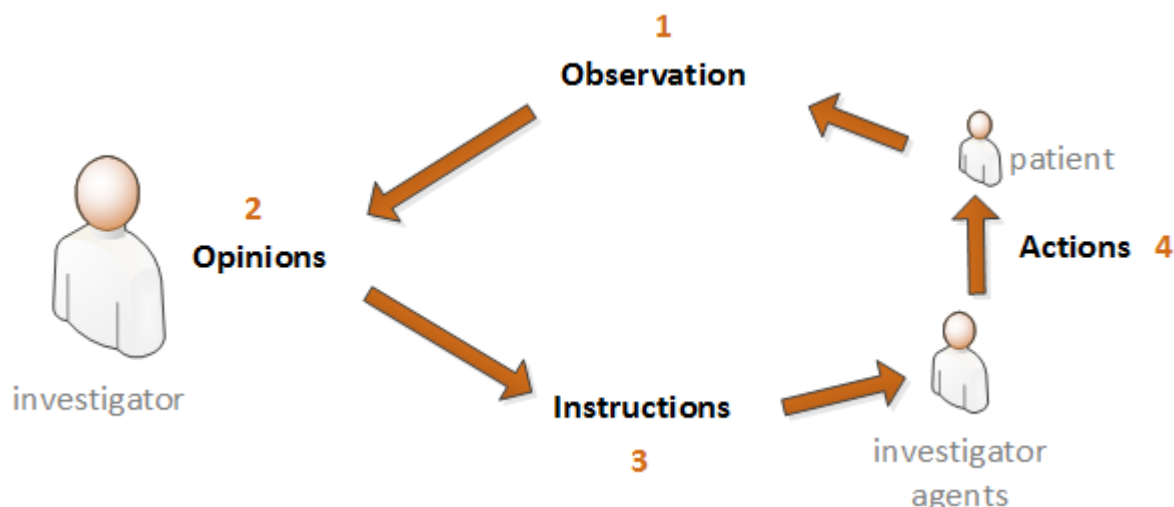 1
Observation
patient
2
Opinions
Actions 4
investigator
Instructions
3
investigator
agents